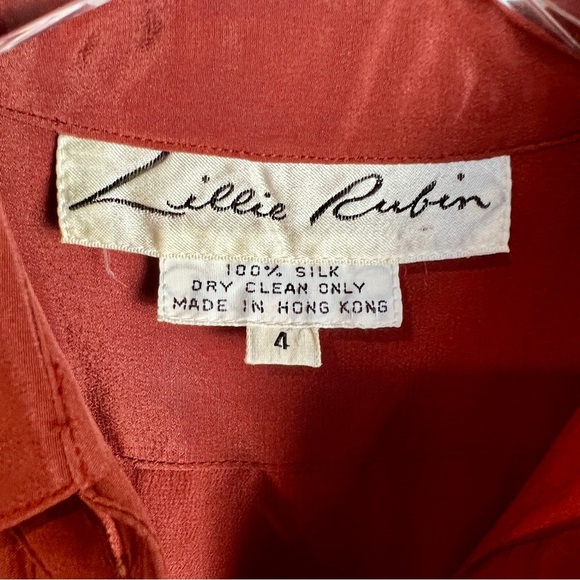 Lillie Rubin
100% SILK
DRY CLEAN ONLY
MADE IN HONG KONG
4